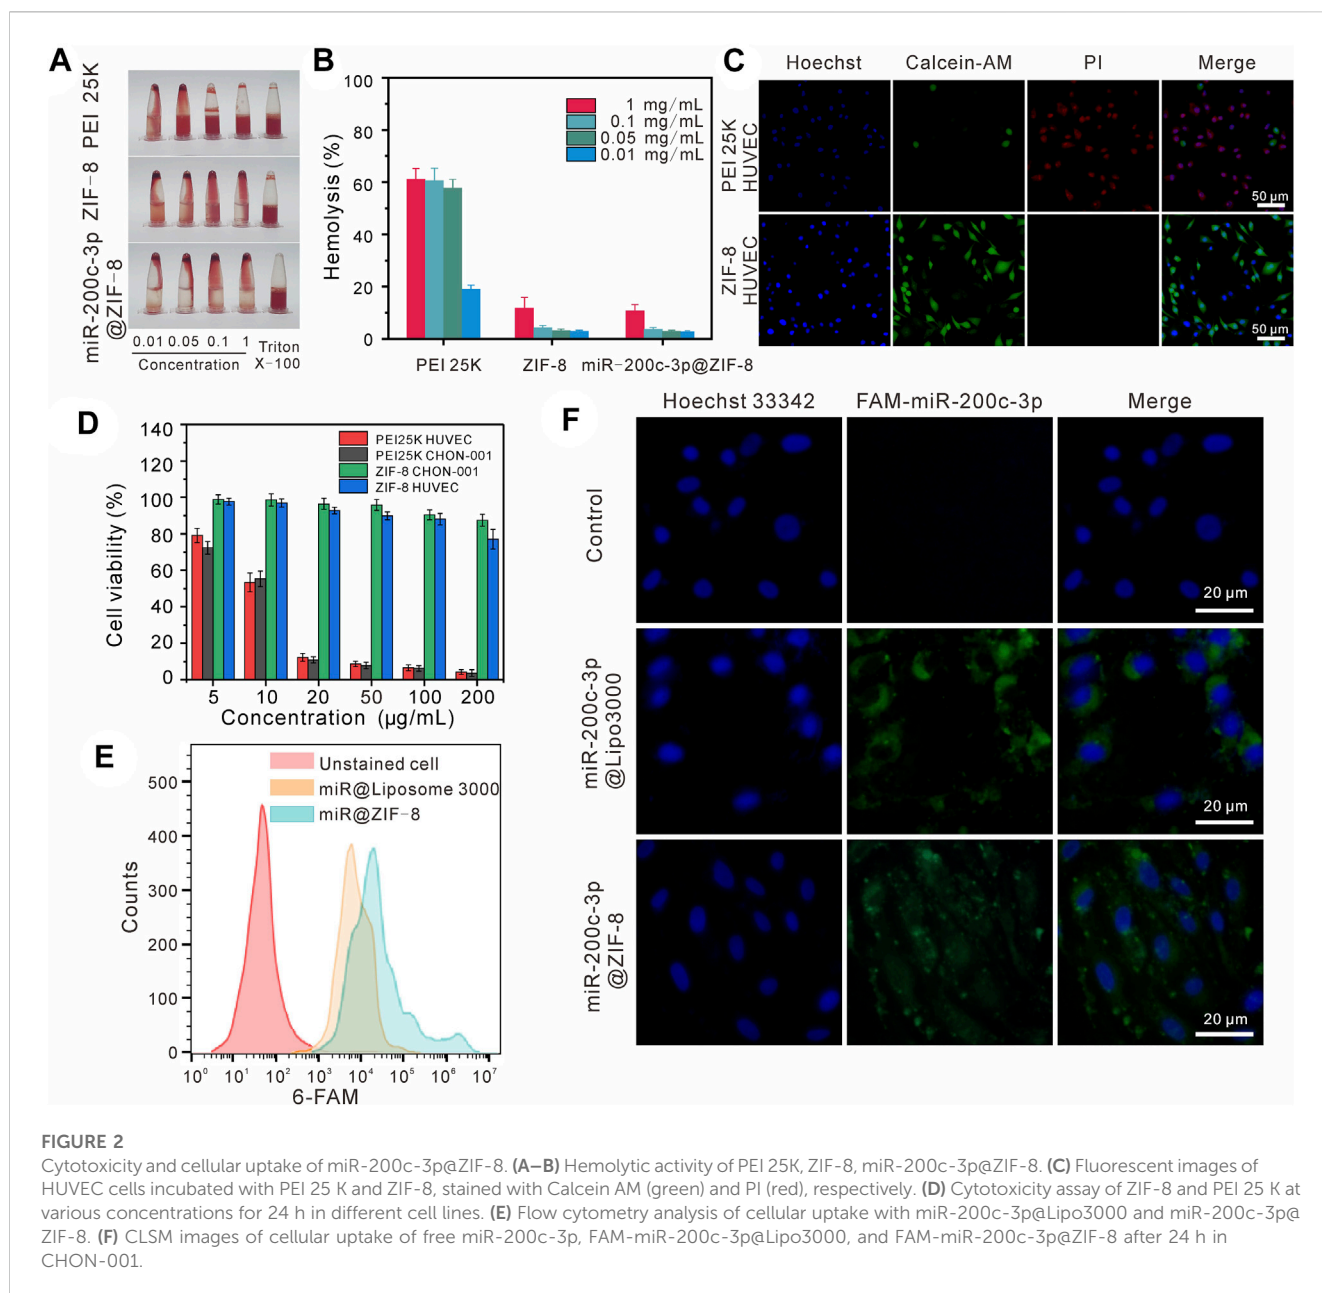 A
PEI 25K
ZIF-8
miR-200c-3p
@ZIF-8
0.01 0.05 0.1 1 Triton
Concentration X-100
B
Hemolysis (%)
100
80
60
40
20
0
1 mg/mL
0.1 mg/mL
0.05 mg/mL
0.01 mg/mL
PEI 25K ZIF-8 miR-200c-3p@ZIF-8
C
Hoechst Calcein-AM PI Merge
PEI 25K
HUVEC
50 μm
ZIF-8
HUVEC
50 μm
D
Cell viability (%)
140
120
100
80
60
40
20
0
PEI25K HUVEC
PEI25K CHON-001
ZIF-8 CHON-001
ZIF-8 HUVEC
5 10 20 50 100 200
Concentration (μg/mL)
E
Counts
500
400
300
200
100
0
Unstained cell
miR@Liposome 3000
miR@ZIF-8
10⁰ 10¹ 10² 10³ 10⁴ 10⁵ 10⁶ 10⁷
6-FAM
F
Hoechst 33342 FAM-miR-200c-3p Merge
Control
20 μm
miR-200c-3p
@Lipo3000
20 μm
miR-200c-3p
@ZIF-8
20 μm
FIGURE 2
Cytotoxicity and cellular uptake of miR-200c-3p@ZIF-8. (A–B) Hemolytic activity of PEI 25K, ZIF-8, miR-200c-3p@ZIF-8. (C) Fluorescent images of
HUVEC cells incubated with PEI 25 K and ZIF-8, stained with Calcein AM (green) and PI (red), respectively. (D) Cytotoxicity assay of ZIF-8 and PEI 25 K at
various concentrations for 24 h in different cell lines. (E) Flow cytometry analysis of cellular uptake with miR-200c-3p@Lipo3000 and miR-200c-3p@
ZIF-8. (F) CLSM images of cellular uptake of free miR-200c-3p, FAM-miR-200c-3p@Lipo3000, and FAM-miR-200c-3p@ZIF-8 after 24 h in
CHON-001.